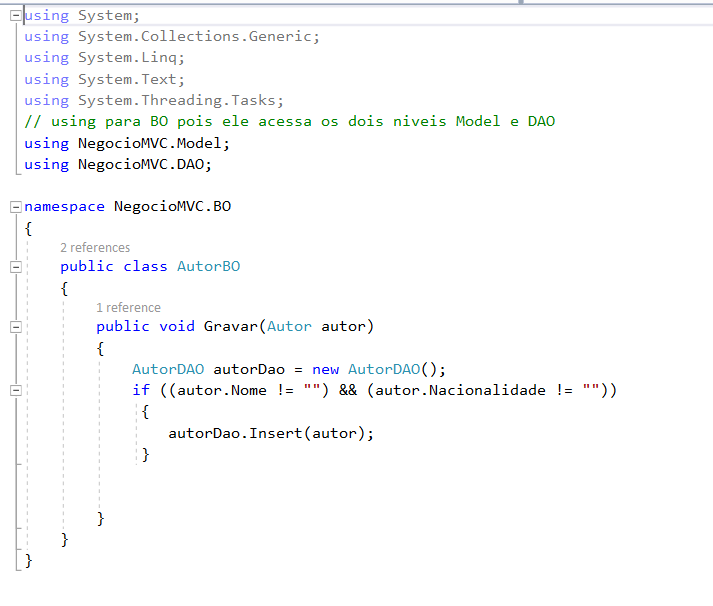 using System;
using System.Collections.Generic;
using System.Linq;
using System.Text;
using System.Threading.Tasks;
// using para BO pois ele acessa os dois niveis Model e DAO
using NegocioMVC.Model;
using NegocioMVC.DAO;
namespace NegocioMVC.BO
{
2 references
public class AutorBO
{
1 reference
public void Gravar(Autor autor)
{
AutorDAO autorDao = new AutorDAO();
if ((autor.Nome != "") && (autor.Nacionalidade != ""))
{
autorDao.Insert(autor);
}
}
}
}